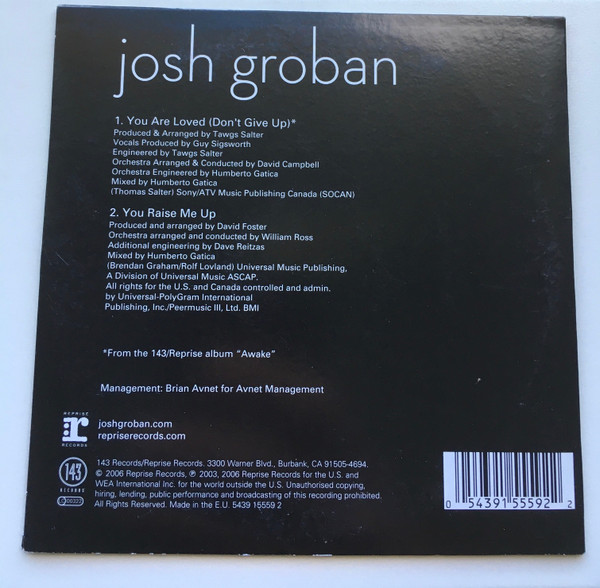 josh groban
1. You Are Loved (Don't Give Up)*
Produced & Arranged by Tawgs Salter
Vocals Produced by Guy Sigsworth
Engineered by Tawgs Salter
Orchestra Arranged & Conducted by David Campbell
Orchestra Engineered by Humberto Gatica
Mixed by Humberto Gatica
(Thomas Salter) Sony/ATV Music Publishing Canada (SOCAN)
2. You Raise Me Up
Produced and arranged by David Foster
Orchestra arranged and conducted by William Ross
Additional engineering by Dave Reitzas
Mixed by Humberto Gatica
(Brendan Graham/Rolf Lovland) Universal Music Publishing,
A Division of Universal Music ASCAP.
All rights for the U.S. and Canada controlled and admin.
by Universal-PolyGram International
Publishing, Inc./Peermusic III, Ltd. BMI
*From the 143/Reprise album "Awake"
Management: Brian Avnet for Avnet Management
REPRISE
r
RECORDS
joshgroban.com
repriserecords.com
143
RECORDS
143 Records/Reprise Records. 3300 Warner Blvd., Burbank, CA 91505-4694.
© 2006 Reprise Records, ℗ 2003, 2006 Reprise Records for the U.S. and
WEA International Inc. for the world outside the U.S. Unauthorised copying,
hiring, lending, public performance and broadcasting of this recording prohibited.
All Rights Reserved. Made in the E.U. 5439 15559 2
0 54391 55592 2